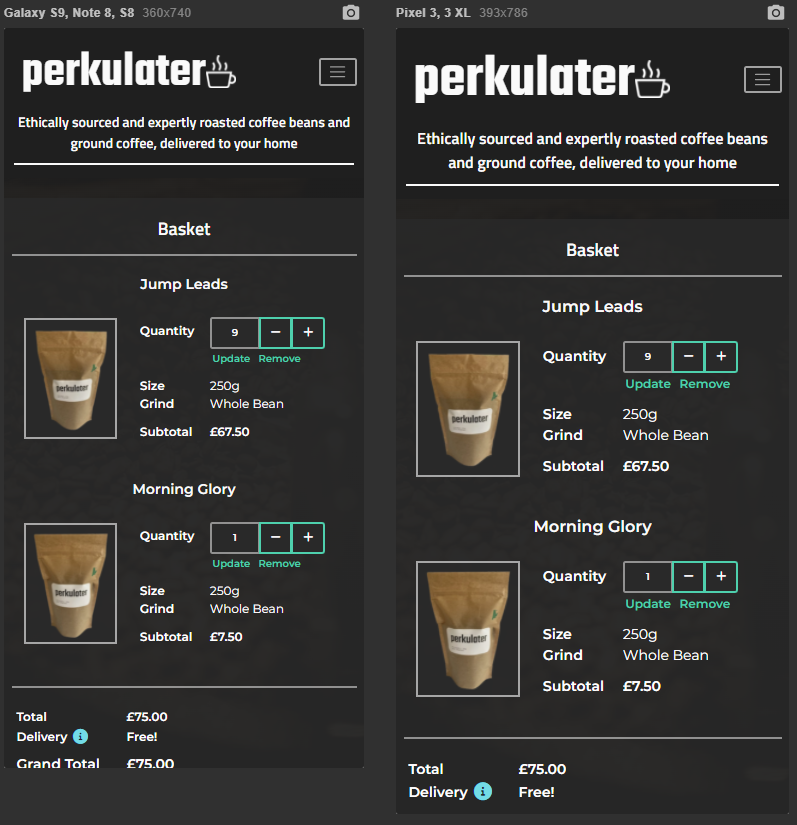 Galaxy S9, Note 8, S8 360x740
perkulater
Ethically sourced and expertly roasted coffee beans and
ground coffee, delivered to your home
Basket
Jump Leads
perkulater
Quantity 9 − +
Update Remove
Size 250g
Grind Whole Bean
Subtotal £67.50
Morning Glory
perkulater
Quantity 1 − +
Update Remove
Size 250g
Grind Whole Bean
Subtotal £7.50
Total £75.00
Delivery i Free!
Grand Total £75.00
Pixel 3, 3 XL 393x786
perkulater
Ethically sourced and expertly roasted coffee beans
and ground coffee, delivered to your home
Basket
Jump Leads
perkulater
Quantity 9 − +
Update Remove
Size 250g
Grind Whole Bean
Subtotal £67.50
Morning Glory
perkulater
Quantity 1 − +
Update Remove
Size 250g
Grind Whole Bean
Subtotal £7.50
Total £75.00
Delivery i Free!